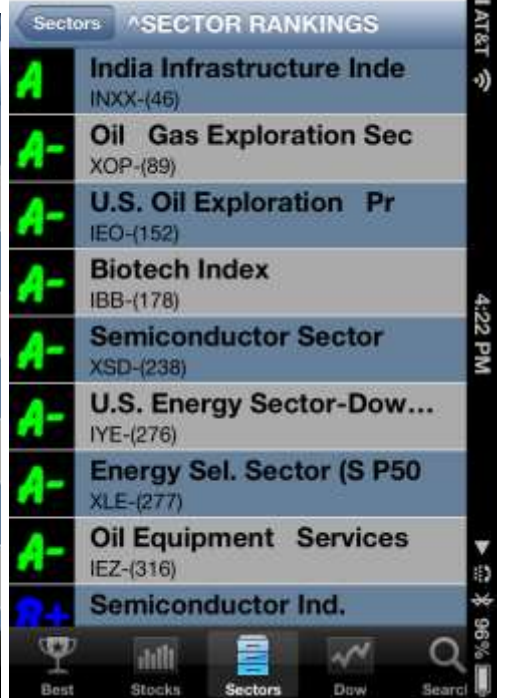 Sectors ^SECTOR RANKINGS
A India Infrastructure Inde
INXX-(46)
A- Oil Gas Exploration Sec
XOP-(89)
A- U.S. Oil Exploration Pr
IEO-(152)
A- Biotech Index
IBB-(178)
A- Semiconductor Sector
XSD-(238)
A- U.S. Energy Sector-Dow...
IYE-(276)
A- Energy Sel. Sector (S P50
XLE-(277)
A- Oil Equipment Services
IEZ-(316)
B+ Semiconductor Ind.
Best Stocks Sectors Dow Searcl
AT&T
4:22 PM
96%